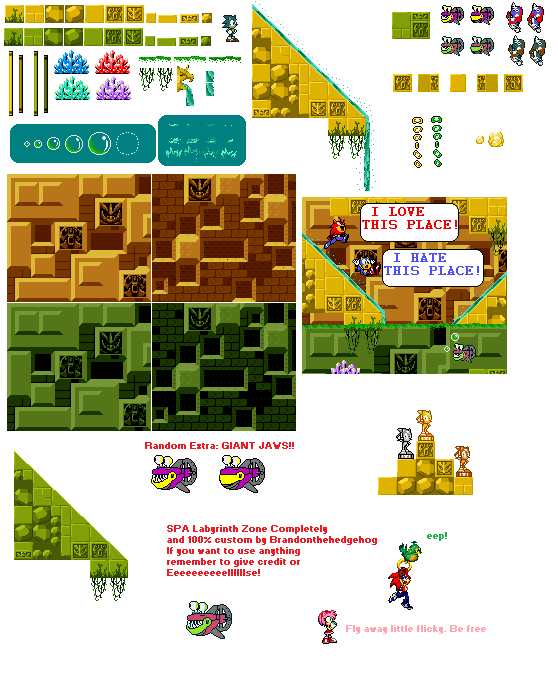 I LOVE
THIS PLACE!
I HATE
THIS PLACE!
Random Extra: GIANT JAWS!!
SPA Labyrinth Zone Completely
and 100% custom by Brandonthehedgehog
If you want to use anything
remember to give credit or
Eeeeeeeeellllllse!
eep!
Fly away little flicky. Be free